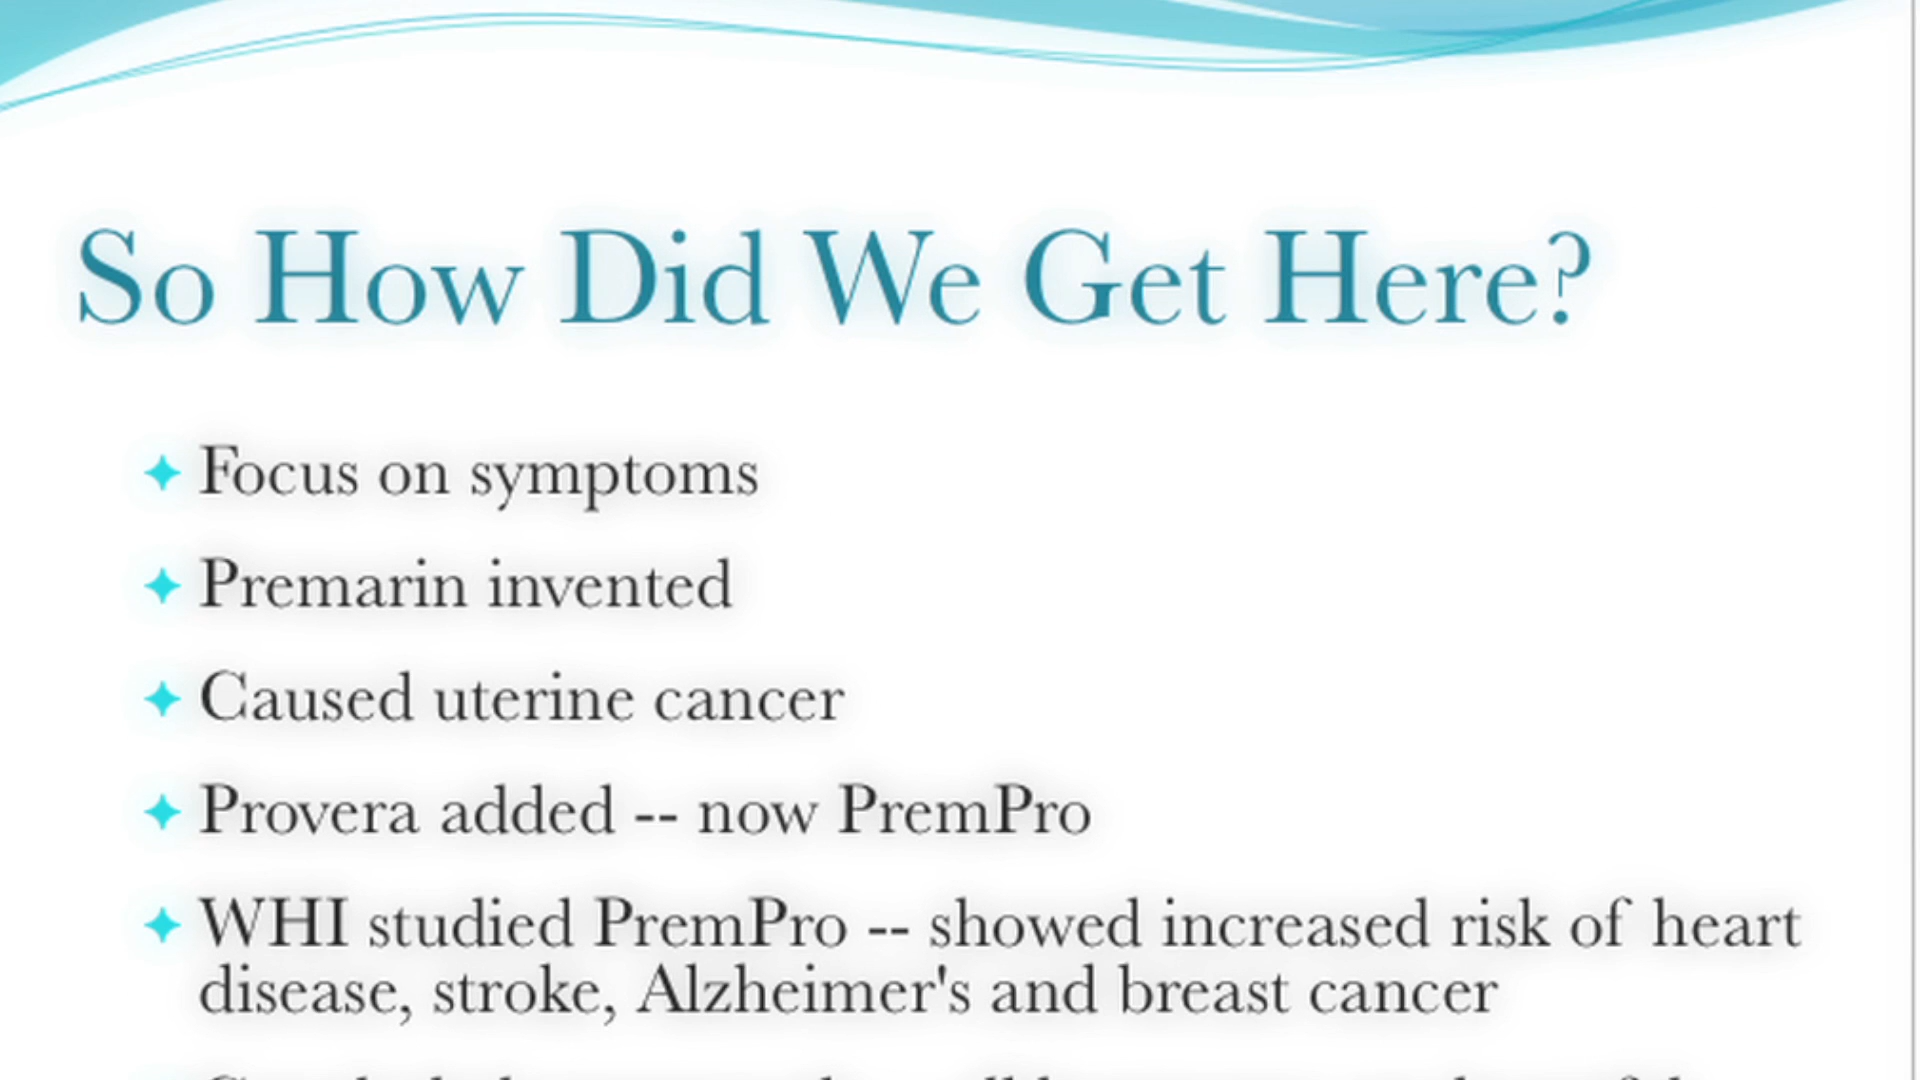 So How Did We Get Here?
Focus on symptoms
Premarin invented
Caused uterine cancer
Provera added -- now PremPro
WHI studied PremPro -- showed increased risk of heart
disease, stroke, Alzheimer's and breast cancer